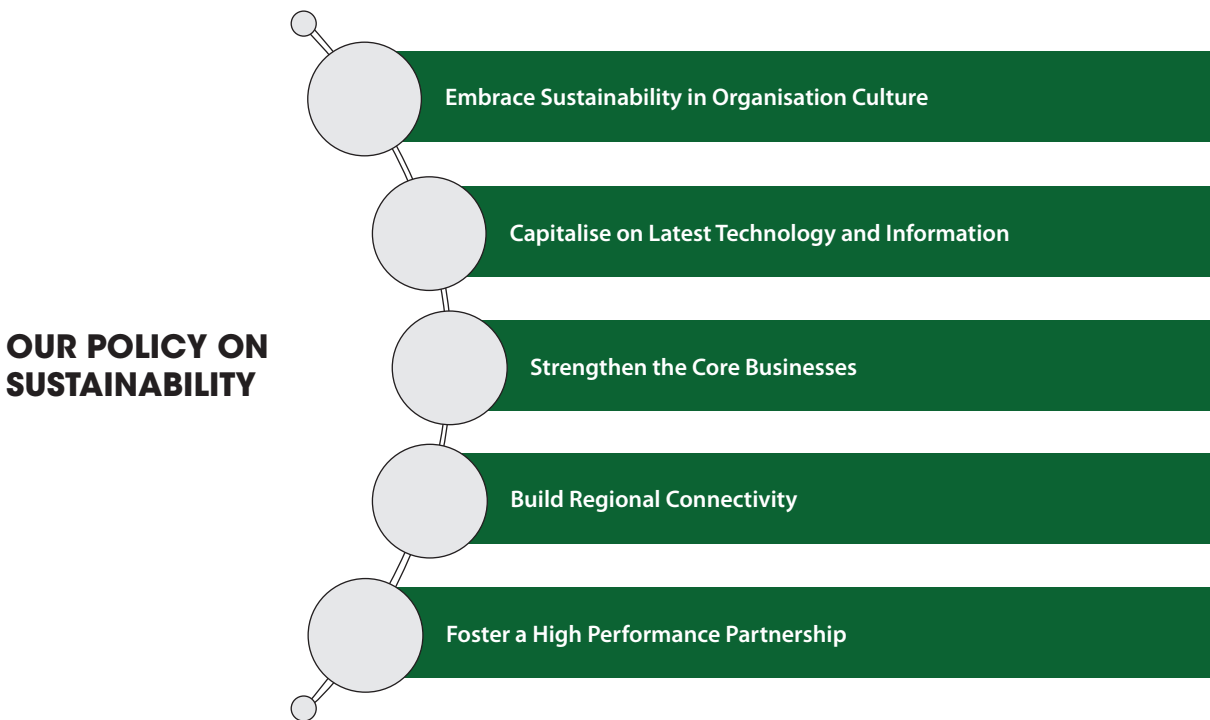 OUR POLICY ON
SUSTAINABILITY
Embrace Sustainability in Organisation Culture
Capitalise on Latest Technology and Information
Strengthen the Core Businesses
Build Regional Connectivity
Foster a High Performance Partnership